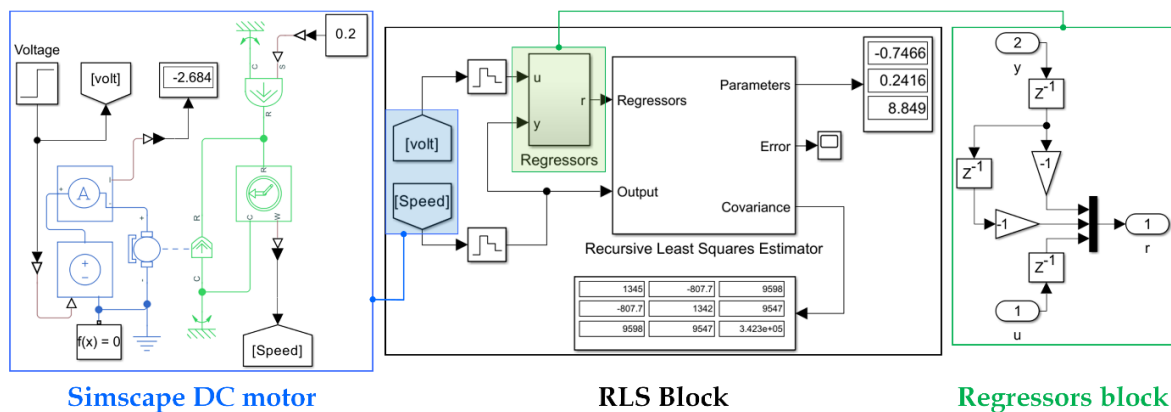 Voltage
[volt]
-2.684
0.2
C
S
R
A
+
-
R
C
R
C
W
+
-
+
-
f(x) = 0
[Speed]
Simscape DC motor
[volt]
[Speed]
u
y
r
Regressors
Regressors
Output
Parameters
Error
Covariance
Recursive Least Squares Estimator
-0.7466
0.2416
8.849
1345 -807.7 9598
-807.7 1342 9547
9598 9547 3.423e+05
RLS Block
2
y
Z-1
Z-1
-1
-1
Z-1
1
r
1
u
Regressors block